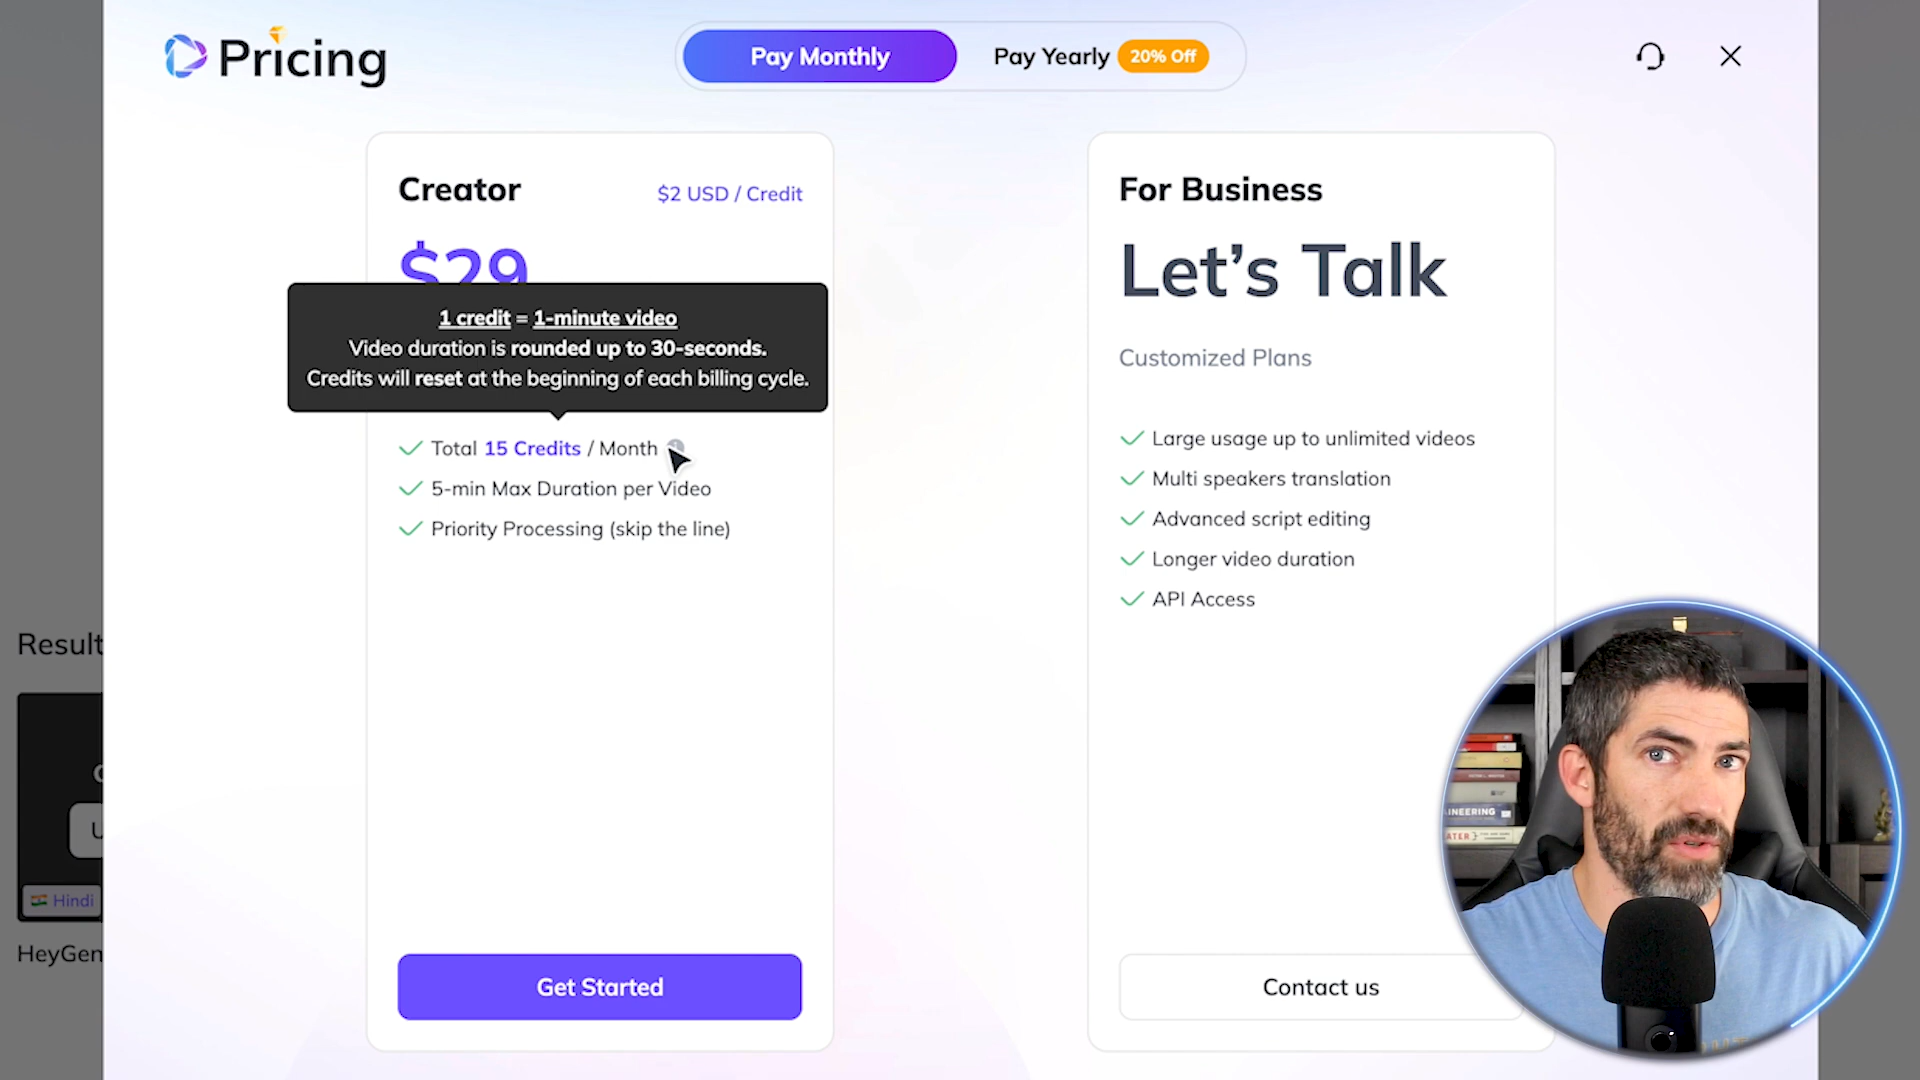 Pricing
Pay Monthly
Pay Yearly 20% Off
Creator
$2 USD / Credit
$29
1 credit = 1-minute video
Video duration is rounded up to 30-seconds.
Credits will reset at the beginning of each billing cycle.
Total 15 Credits / Month
5-min Max Duration per Video
Priority Processing (skip the line)
Get Started
For Business
Let's Talk
Customized Plans
Large usage up to unlimited videos
Multi speakers translation
Advanced script editing
Longer video duration
API Access
Contact us
Result
Hindi
HeyGen